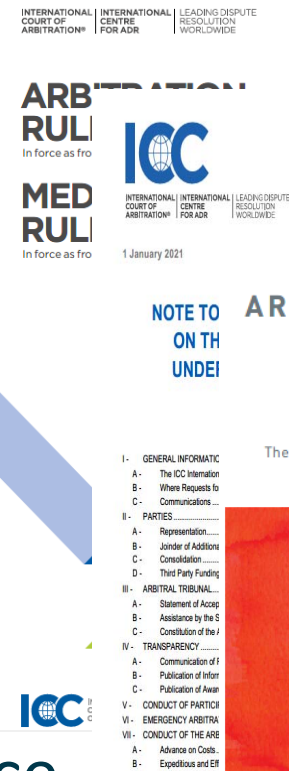 INTERNATIONAL COURT OF ARBITRATION®
INTERNATIONAL CENTRE FOR ADR
LEADING DISPUTE RESOLUTION WORLDWIDE
ARBITRATION
RUL
In force as fro
MED
RUL
In force as fro
ICC
INTERNATIONAL COURT OF ARBITRATION®
INTERNATIONAL CENTRE FOR ADR
LEADING DISPUTE RESOLUTION WORLDWIDE
1 January 2021
NOTE TO
ON TH
UNDER
I - GENERAL INFORMATIO
A - The ICC Internation
B - Where Requests fo
C - Communications ...
II - PARTIES
A - Representation
B - Joinder of Additiona
C - Consolidation
D - Third Party Funding
III - ARBITRAL TRIBUNAL
A - Statement of Accep
B - Assistance by the S
C - Constitution of the A
IV - TRANSPARENCY
A - Communication of
B - Publication of Inform
C - Publication of Awar
V - CONDUCT OF PARTICI
VI - EMERGENCY ARBITRA
VII - CONDUCT OF THE ARB
A - Advance on Costs
B - Expeditious and Eff
AR
The
ICC